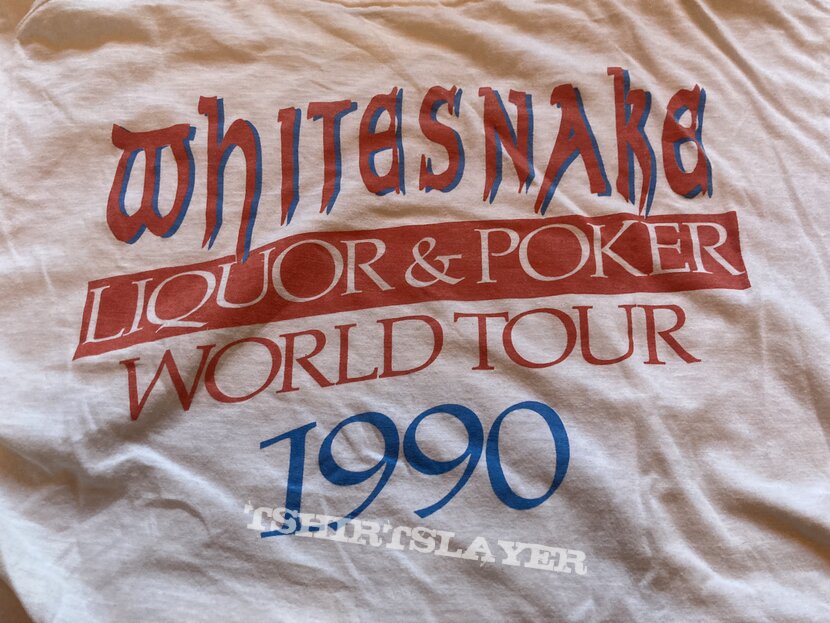 WHITESNAKE
LIQUOR & POKER
WORLD TOUR
1990
TSHIRTSLAYER